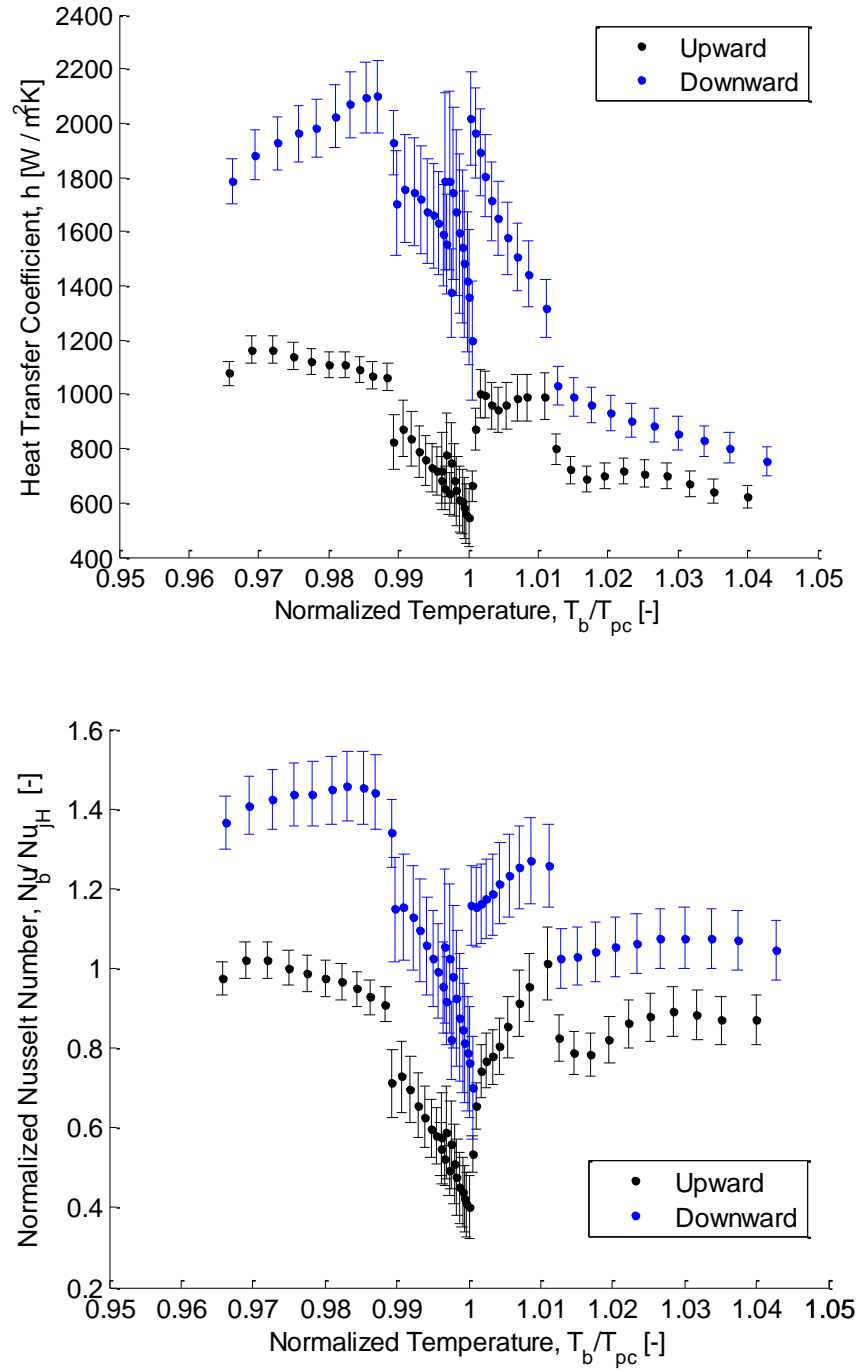 Heat Transfer Coefficient, h [W / m²K]
2200
2000
1800
1600
1400
1200
1000
800
600
400
0.95 0.96 0.97 0.98 0.99 1 1.01 1.02 1.03 1.04 1.05
Normalized Temperature, T_b/T_pc [-]
Upward
Downward
Normalized Nusselt Number, Nu_b/ Nu_jH [-]
1.6
1.4
1.2
1
0.8
0.6
0.4
0.2
0.95 0.96 0.97 0.98 0.99 1 1.01 1.02 1.03 1.04 1.05
Normalized Temperature, T_b/T_pc [-]
Upward
Downward